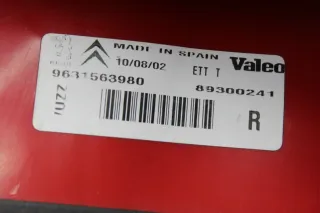 MADE IN SPAIN
10/08/02 ETT T
Valeo
9631563980
89300241
R